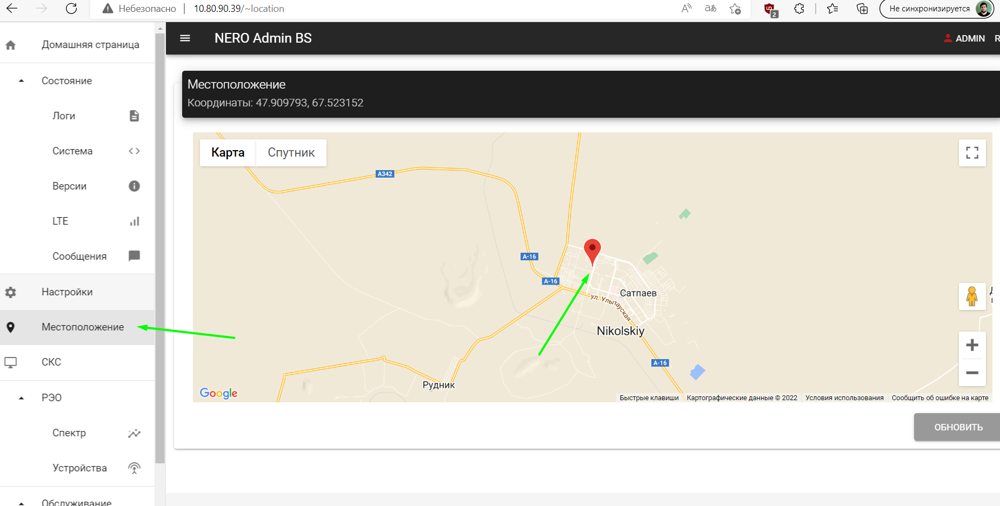 Небезопасно
10.80.90.39/~location
Не синхронизируется
2
Домашняя страница
Состояние
Логи
Система
Версии
LTE
Сообщения
Настройки
Местоположение
СКС
РЭО
Спектр
Устройства
Обслуживание
NERO Admin BS
ADMIN
R
Местоположение
Координаты: 47.909793, 67.523152
Карта
Спутник
A342
A-16
A-16
Сатпаев
ул. Улытауская
Nikolskiy
A-16
Рудник
Google
Быстрые клавиши
Картографические данные © 2022
Условия использования
Сообщить об ошибке на карте
ОБНОВИТЬ